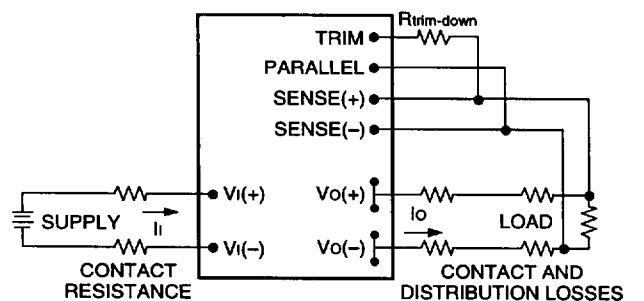 TRIM
Rtrim-down
PARALLEL
SENSE(+)
SENSE(–)
VI(+)
VO(+)
SUPPLY
II
IO
LOAD
VI(–)
VO(–)
CONTACT
RESISTANCE
CONTACT AND
DISTRIBUTION LOSSES